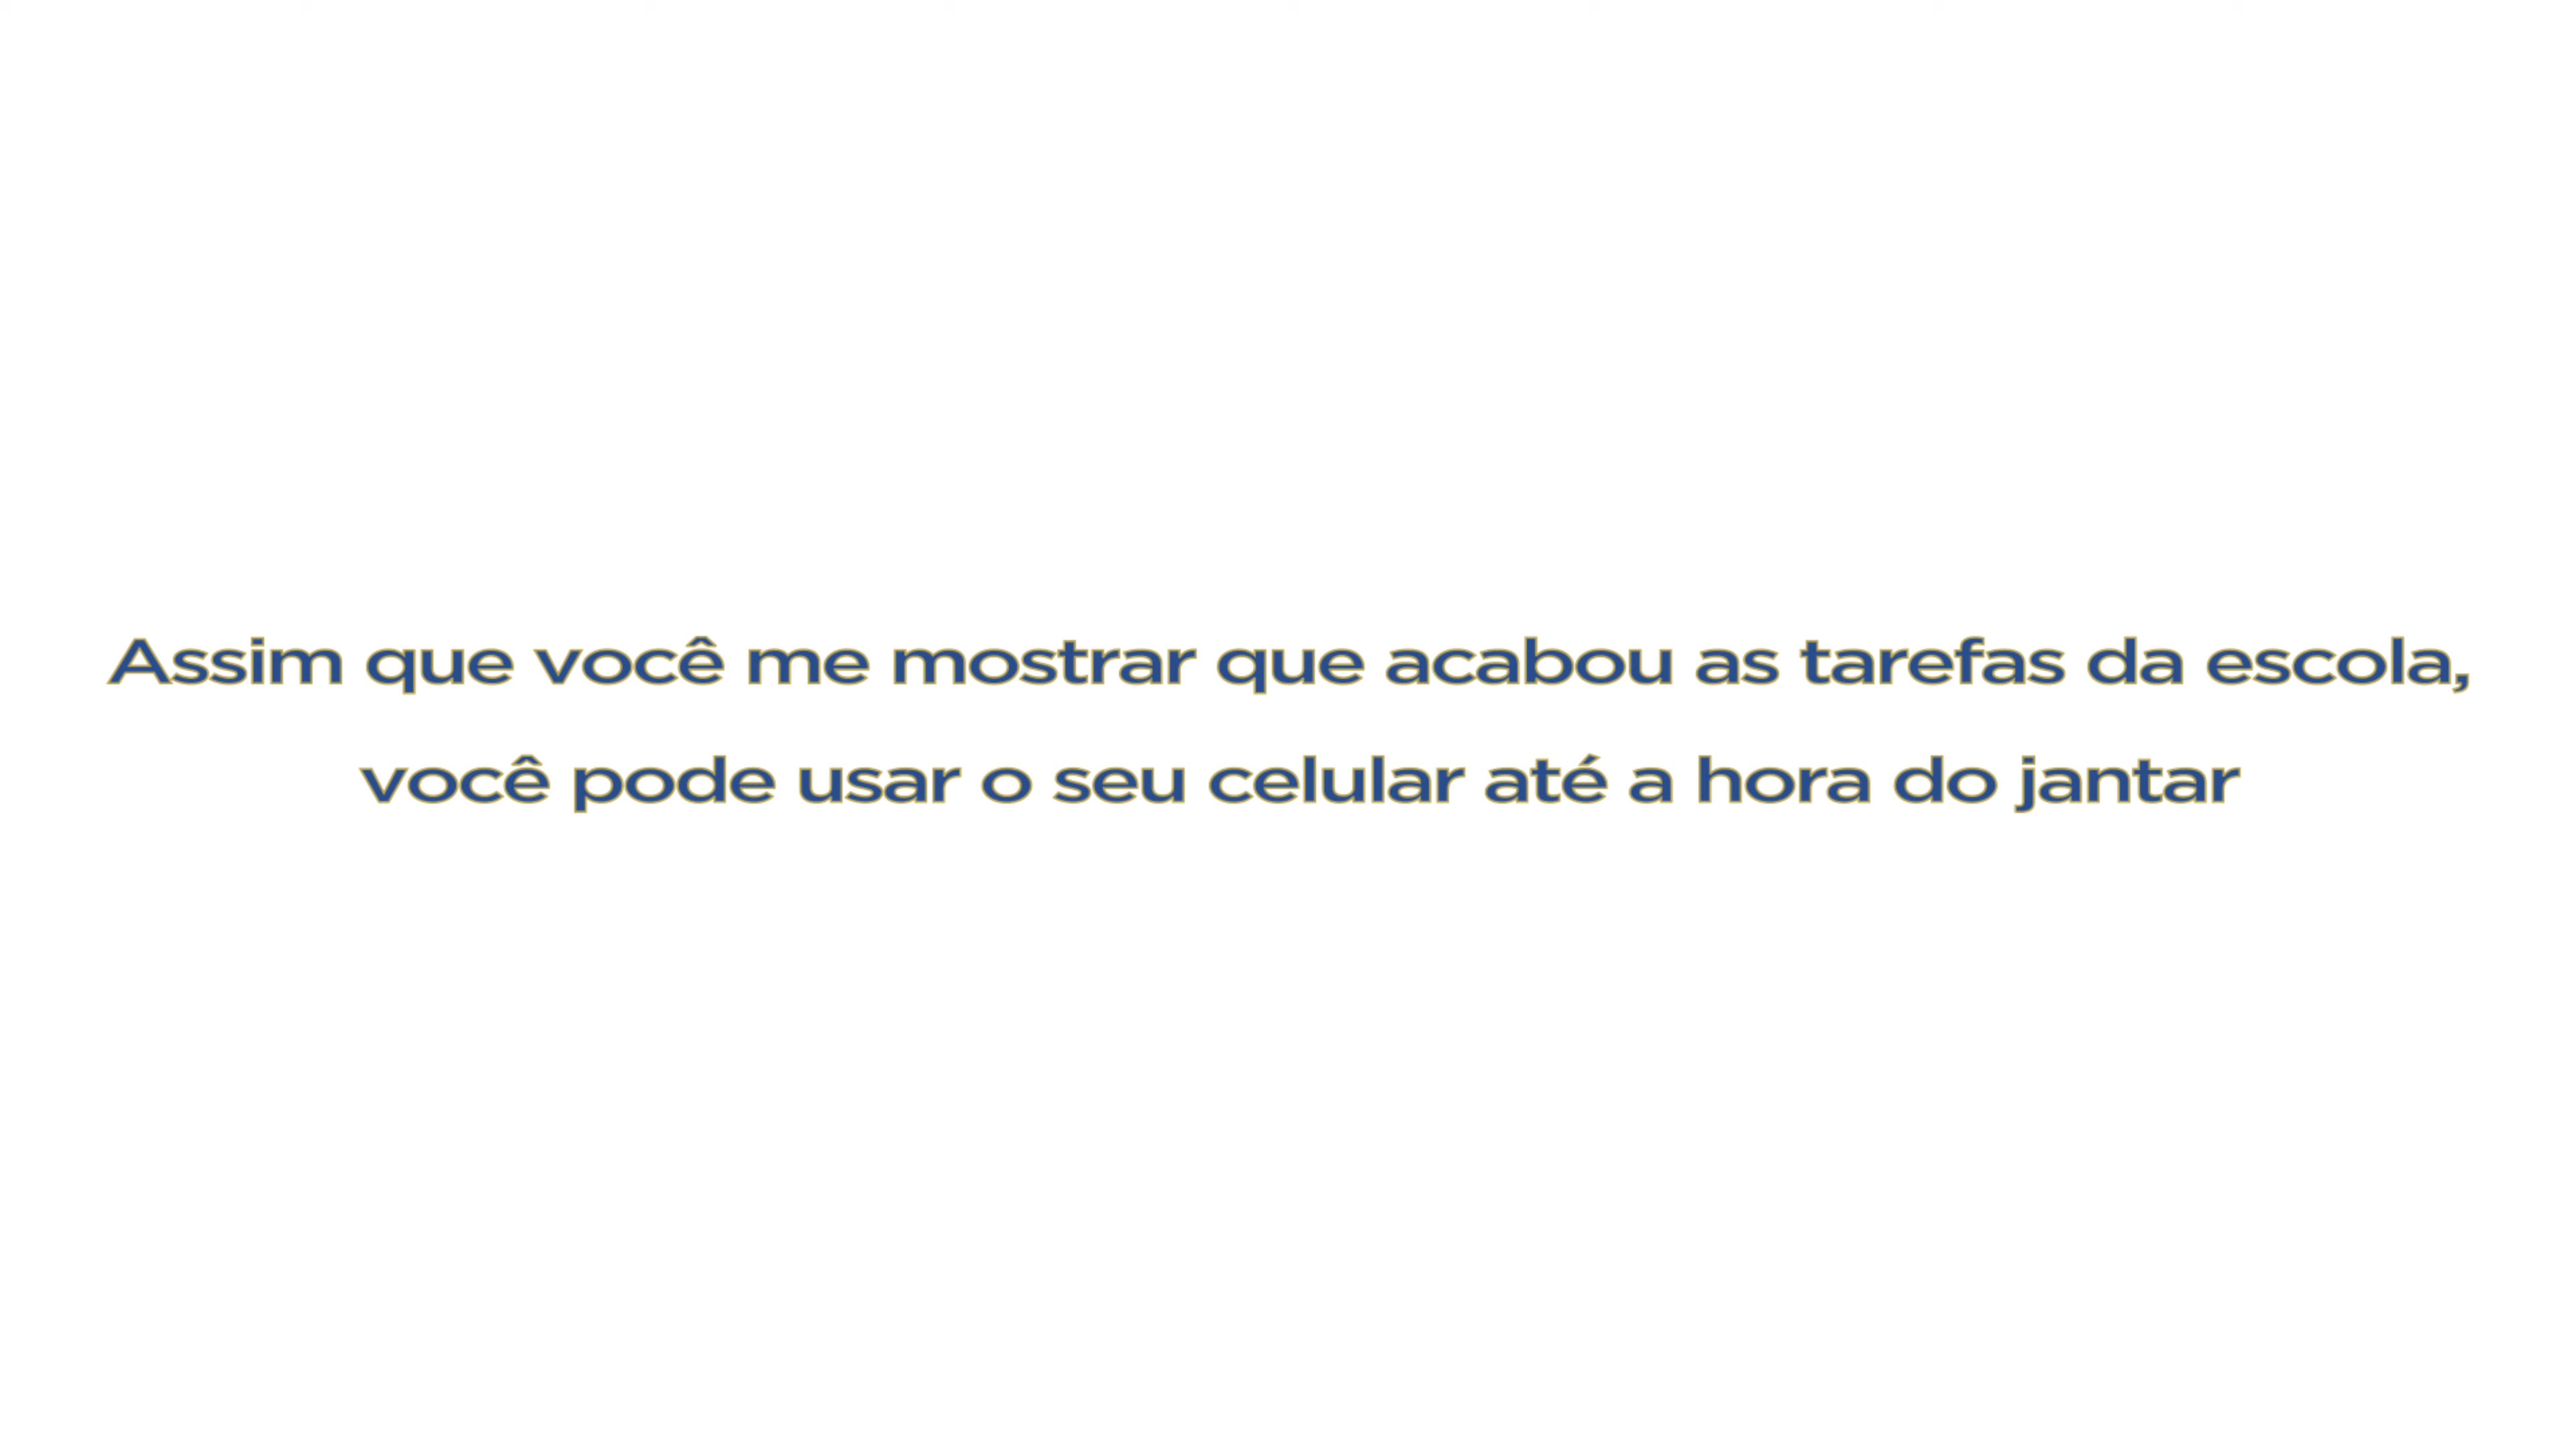 Assim que você me mostrar que acabou as tarefas da escola,
você pode usar o seu celular até a hora do jantar